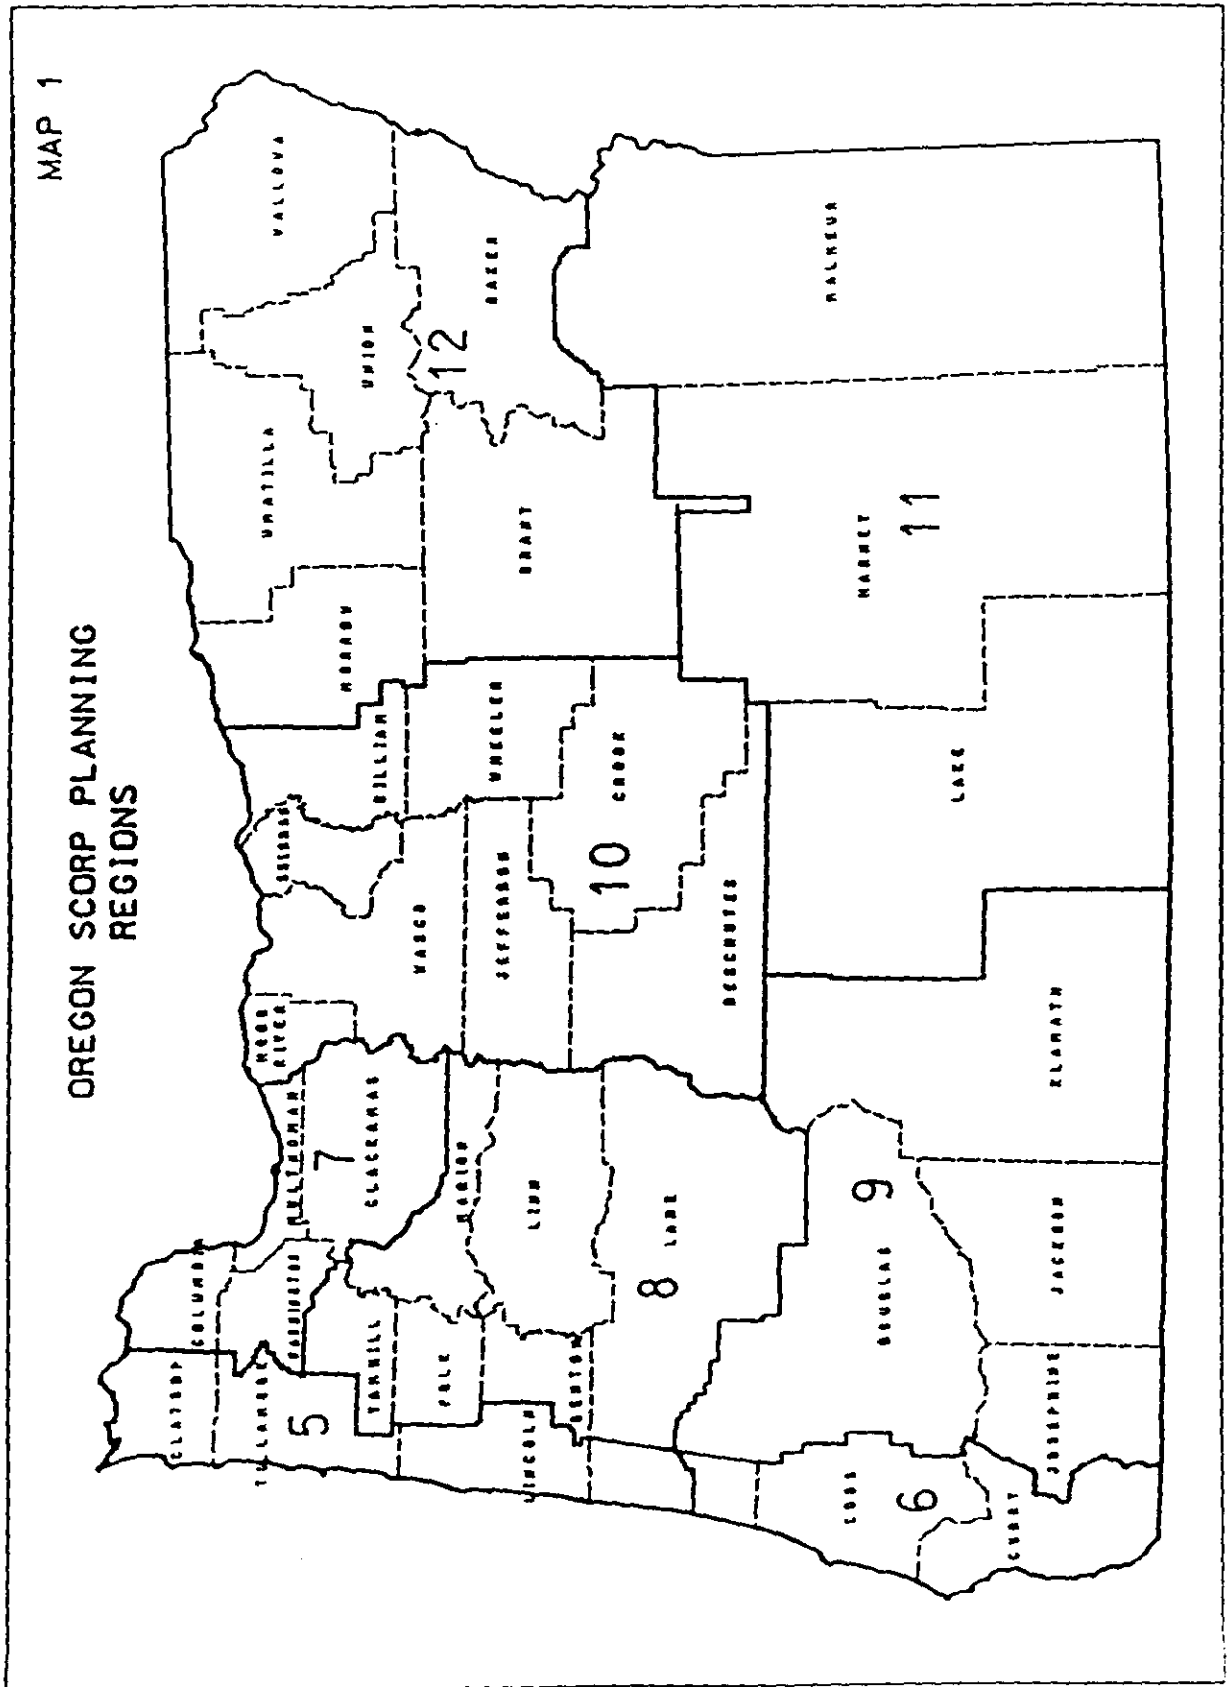 MAP 1
OREGON SCORP PLANNING
REGIONS
CLATSOP
COLUMBIA
TILLAMOOK
5
WASHINGTON
MULTNOMAH
7
CLACKAMAS
HOOD
RIVER
SHERMAN
GILLIAM
MORROW
UMATILLA
WALLOWA
UNION
12
BAKER
YAMHILL
POLK
MARION
WASCO
WHEELER
GRANT
LINCOLN
BENTON
LINN
JEFFERSON
10
CROOK
8
LANE
DESCHUTES
MALHEUR
COOS
6
DOUGLAS
9
LAKE
HARNEY
11
CURRY
JOSEPHINE
JACKSON
KLAMATH